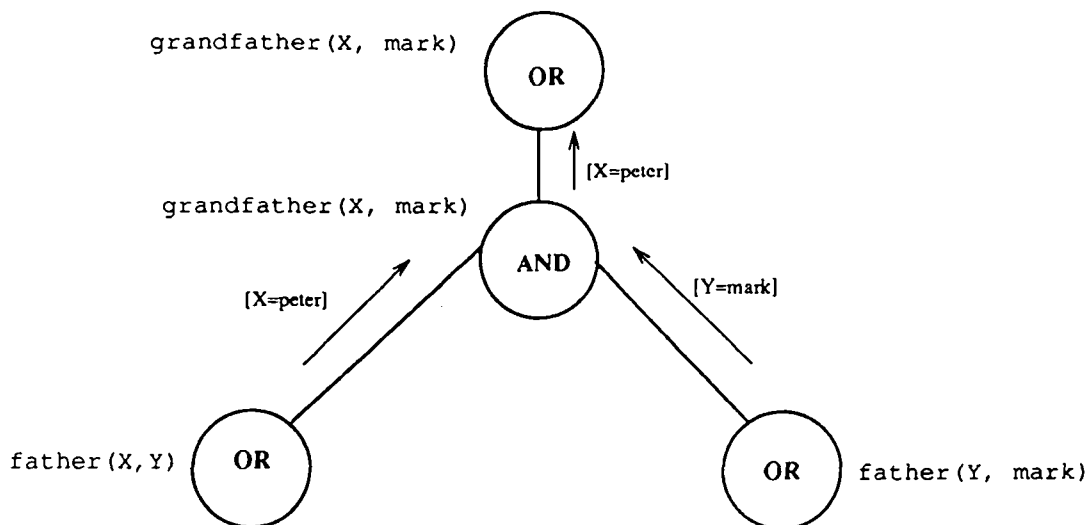 grandfather(X, mark)
OR
[X=peter]
grandfather(X, mark)
AND
[X=peter]
[Y=mark]
father(X,Y)
OR
OR
father(Y, mark)